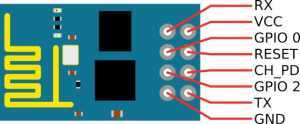 RX
VCC
GPIO 0
RESET
CH_PD
GPIO 2
TX
GND